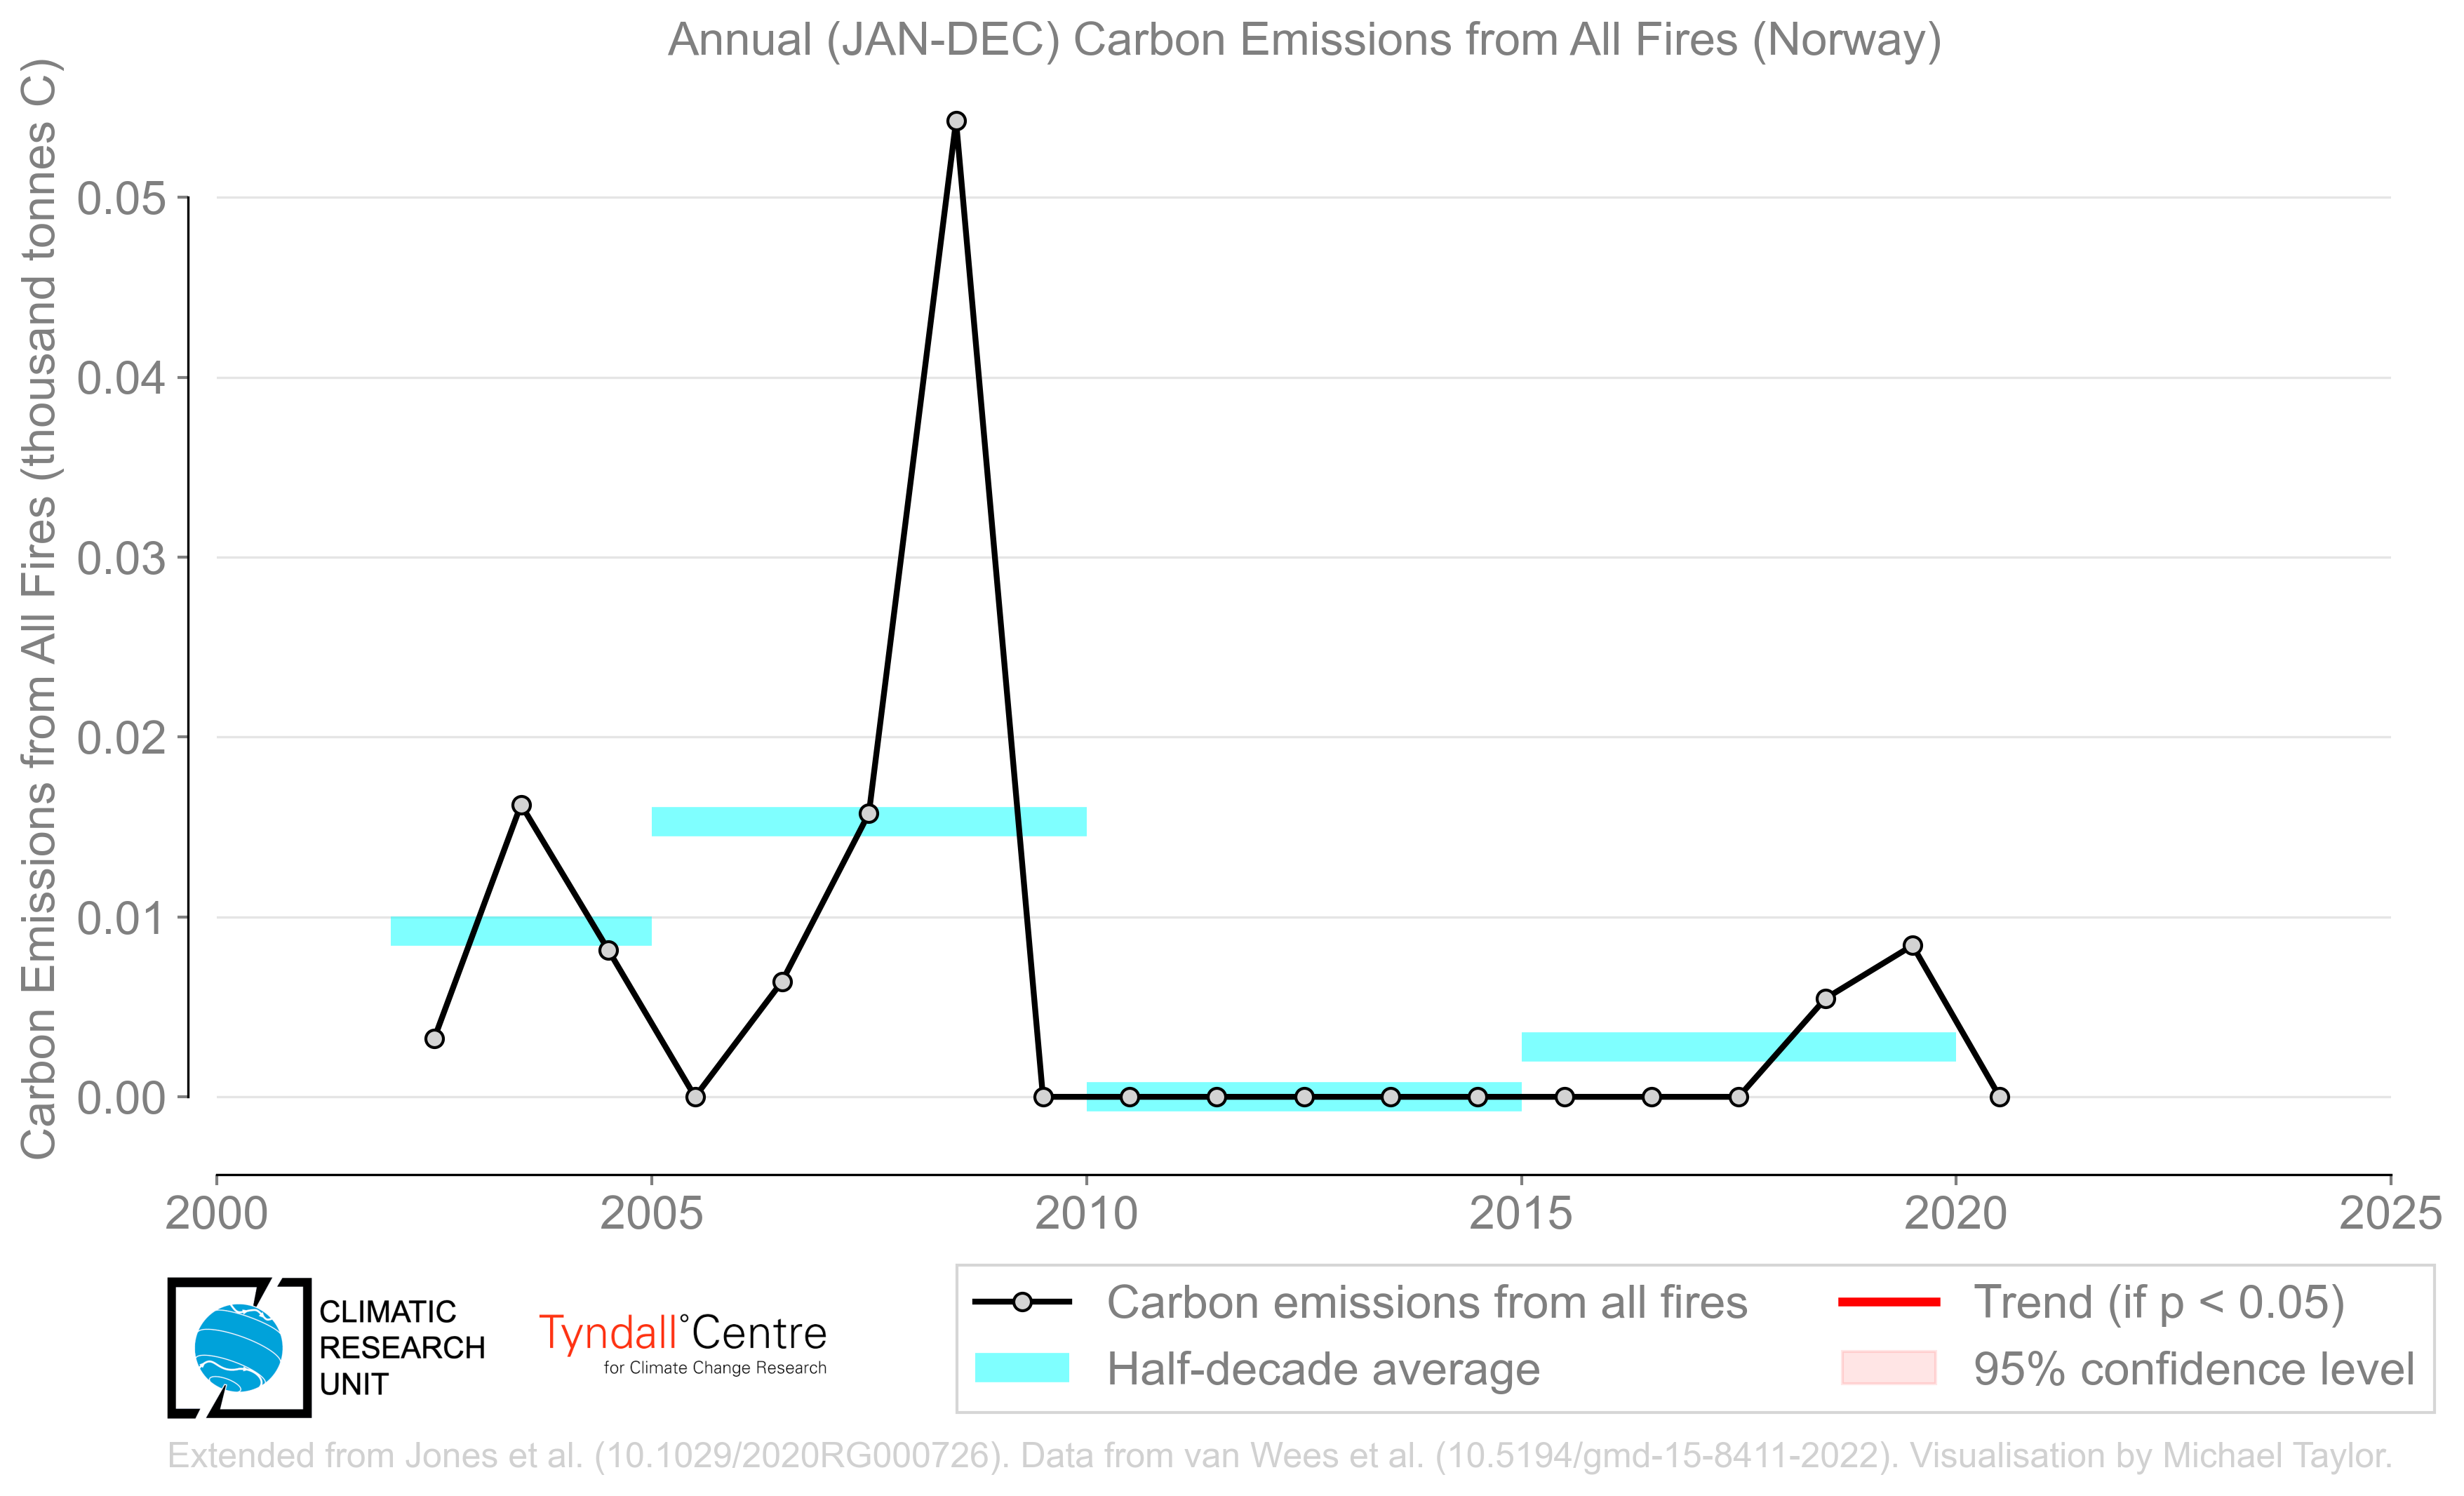 Annual (JAN-DEC) Carbon Emissions from All Fires (Norway)
Carbon Emissions from All Fires (thousand tonnes C)
0.05
0.04
0.03
0.02
0.01
0.00
2000 2005 2010 2015 2020 2025
CLIMATIC
RESEARCH
UNIT
Tyndall°Centre
for Climate Change Research
Carbon emissions from all fires
Half-decade average
Trend (if p < 0.05)
95% confidence level
Extended from Jones et al. (10.1029/2020RG000726). Data from van Wees et al. (10.5194/gmd-15-8411-2022). Visualisation by Michael Taylor.